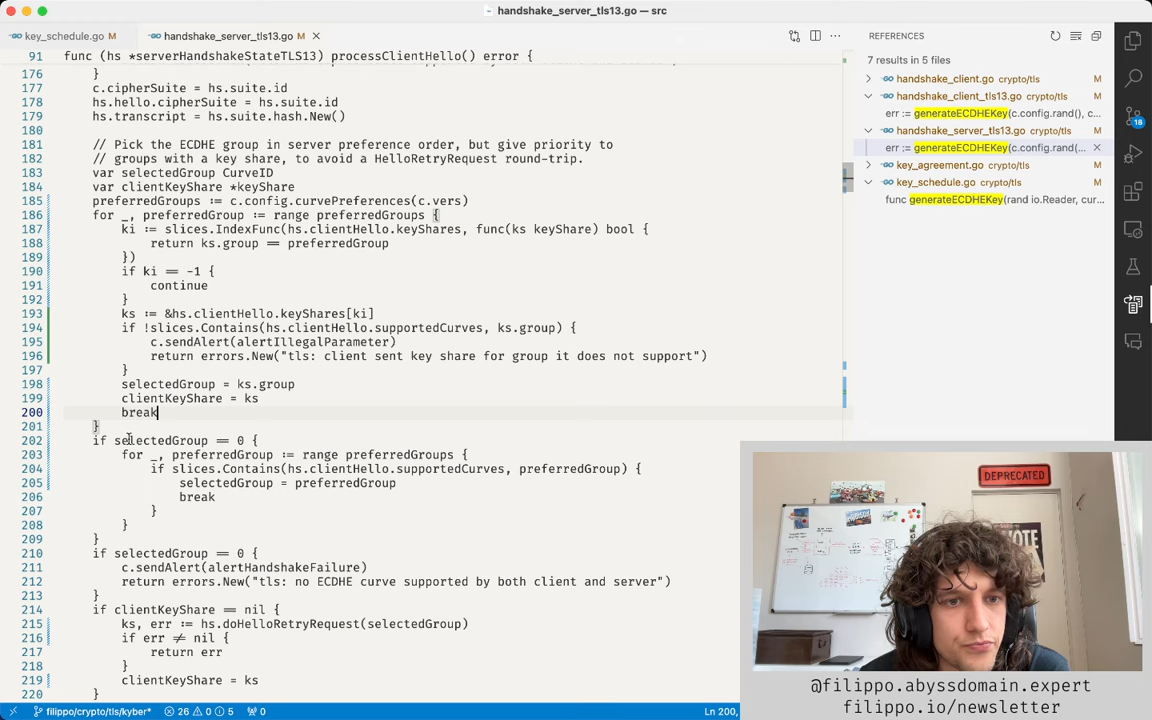 handshake_server_tls13.go — src
key_schedule.go M
handshake_server_tls13.go M
91 func (hs *serverHandshakeStateTLS13) processClientHello() error {
176 }
177 c.cipherSuite = hs.suite.id
178 hs.hello.cipherSuite = hs.suite.id
179 hs.transcript = hs.suite.hash.New()
180
181 // Pick the ECDHE group in server preference order, but give priority to
182 // groups with a key share, to avoid a HelloRetryRequest round-trip.
183 var selectedGroup CurveID
184 var clientKeyShare *keyShare
185 preferredGroups := c.config.curvePreferences(c.vers)
186 for _, preferredGroup := range preferredGroups {
187 ki := slices.IndexFunc(hs.clientHello.keyShares, func(ks keyShare) bool {
188 return ks.group == preferredGroup
189 })
190 if ki == -1 {
191 continue
192 }
193 ks := &hs.clientHello.keyShares[ki]
194 if !slices.Contains(hs.clientHello.supportedCurves, ks.group) {
195 c.sendAlert(alertIllegalParameter)
196 return errors.New("tls: client sent key share for group it does not support")
197 }
198 selectedGroup = ks.group
199 clientKeyShare = ks
200 break
201 }
202 if selectedGroup == 0 {
203 for _, preferredGroup := range preferredGroups {
204 if slices.Contains(hs.clientHello.supportedCurves, preferredGroup) {
205 selectedGroup = preferredGroup
206 break
207 }
208 }
209 }
210 if selectedGroup == 0 {
211 c.sendAlert(alertHandshakeFailure)
212 return errors.New("tls: no ECDHE curve supported by both client and server")
213 }
214 if clientKeyShare == nil {
215 ks, err := hs.doHelloRetryRequest(selectedGroup)
216 if err ≠ nil {
217 return err
218 }
219 clientKeyShare = ks
220 }
REFERENCES
7 results in 5 files
handshake_client.go crypto/tls M
handshake_client_tls13.go crypto/tls M
err := generateECDHEKey(c.config.rand(), c...
handshake_server_tls13.go crypto/tls M
err := generateECDHEKey(c.config.rand()...
key_agreement.go crypto/tls M
key_schedule.go crypto/tls M
func generateECDHEKey(rand io.Reader, cur...
18
DEPRECATED
@filippo.abyssdomain.expert
filippo.io/newsletter
filippo/crypto/tls/kyber* 26 0 5 0
Ln 200,